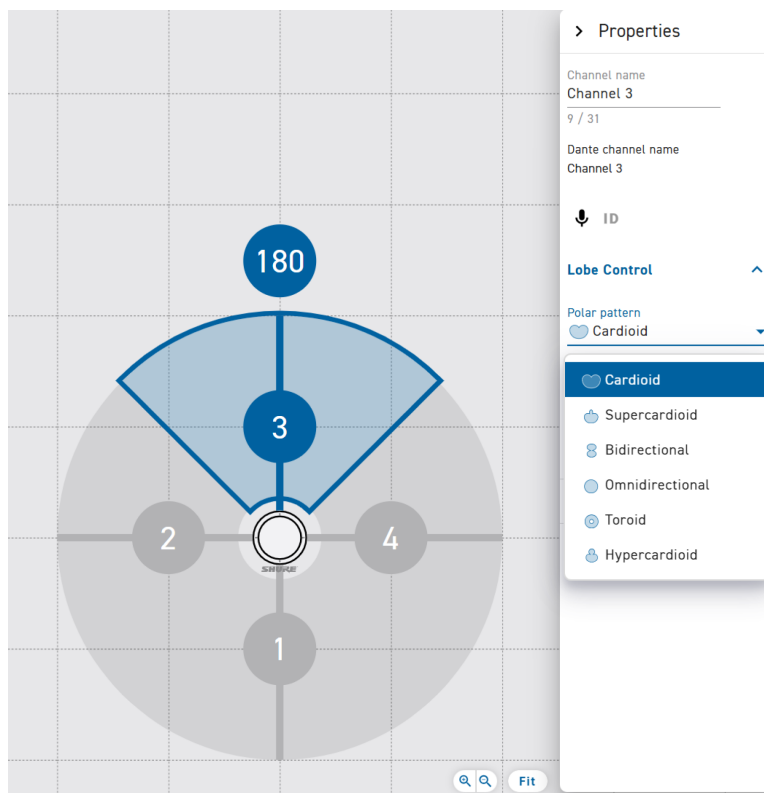 Properties
Channel name
Channel 3
9 / 31
Dante channel name
Channel 3
ID
Lobe Control
Polar pattern
Cardioid
Cardioid
Supercardioid
Bidirectional
Omnidirectional
Toroid
Hypercardioid
180
3
2
4
SHURE
1
Fit